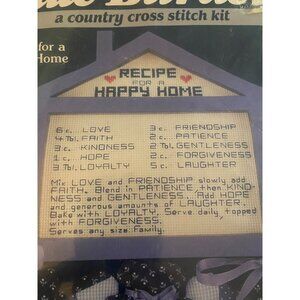 a country cross stitch kit
for a
Home
RECIPE
FOR A
HAPPY HOME
6 c. LOVE
4 Tbl. FAITH
3 c. KINDNESS
1 c. HOPE
3 Tbl. LOYALTY
3 c. FRIENDSHIP
2 c. PATIENCE
2 Tbl. GENTLENESS
2 c. FORGIVENESS
5 c. LAUGHTER
Mix LOVE and FRIENDSHIP slowly add
FAITH. Blend in PATIENCE, then KIND-
NESS and GENTLENESS. Add HOPE
and generous amounts of LAUGHTER.
Bake with LOYALTY. Serve daily, topped
with FORGIVENESS.
Serves any size Family.